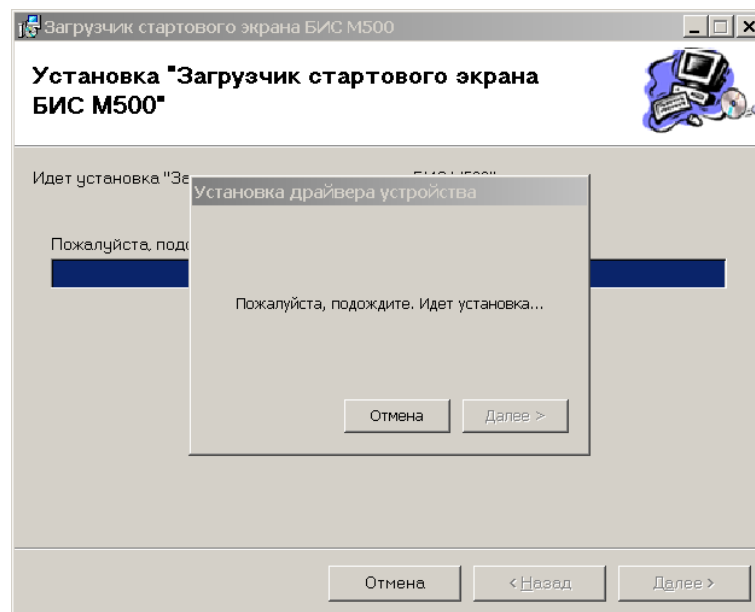 Загрузчик стартового экрана БИС М500
Установка "Загрузчик стартового экрана
БИС М500"
Идет установка "За
Установка драйвера устройства
Пожалуйста, подо
Пожалуйста, подождите. Идет установка...
Отмена
Далее >
Отмена
< Назад
Далее >